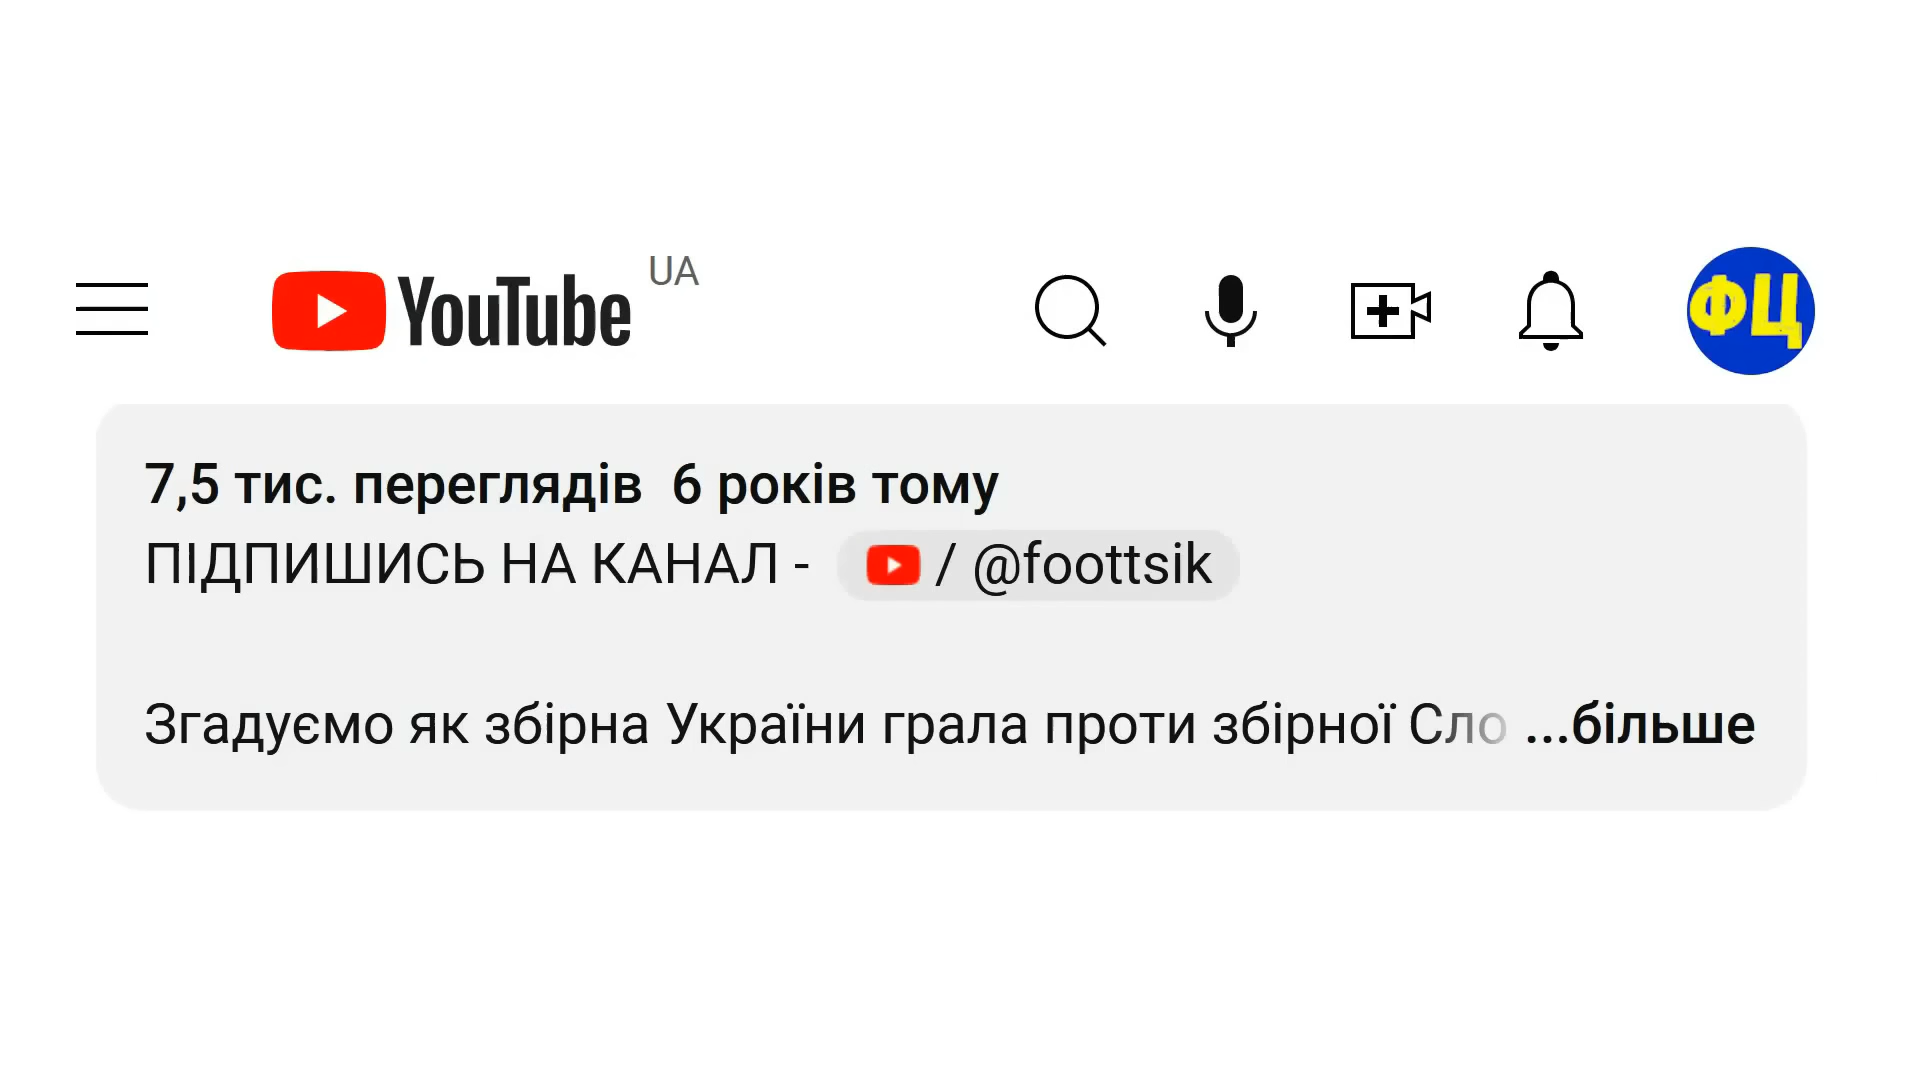 YouTube UA
ФЦ
7,5 тис. переглядів 6 років тому
ПІДПИШИСЬ НА КАНАЛ - / @foottsik
Згадуємо як збірна України грала проти збірної Сло ...більше